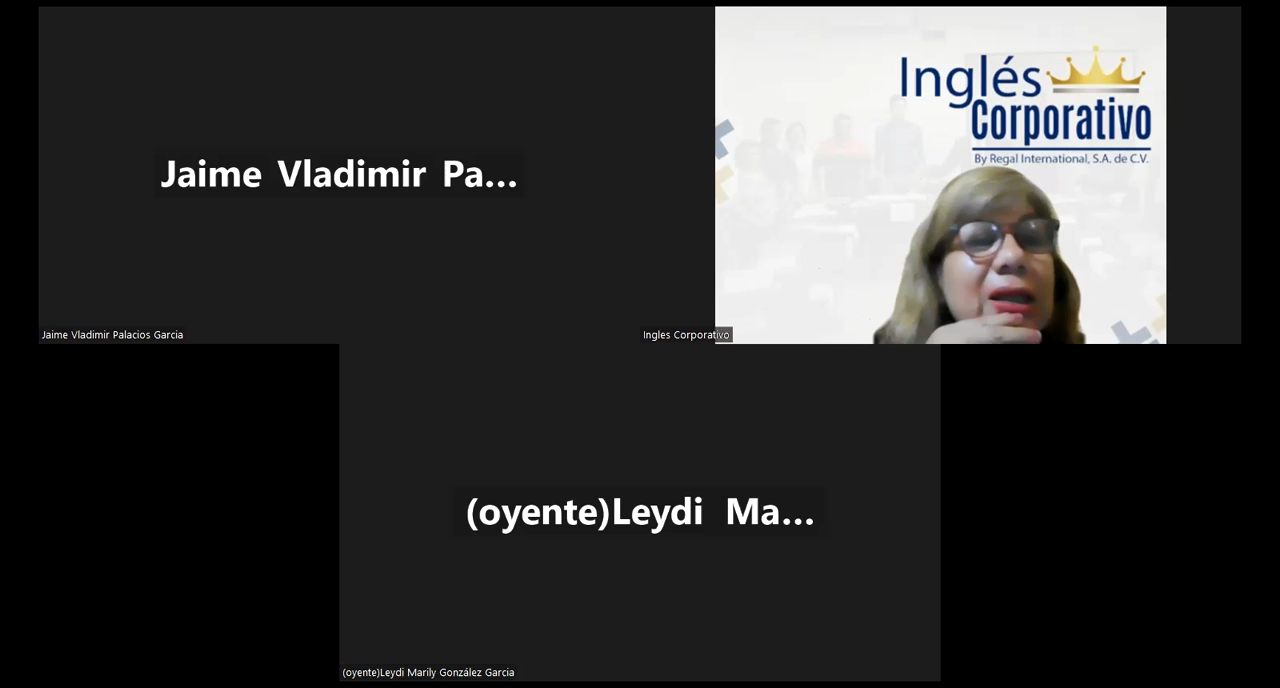 Jaime Vladimir Pa...
Jaime Vladimir Palacios Garcia
Inglés
Corporativo
By Regal International, S.A. de C.V.
Ingles Corporativo
(oyente)Leydi Ma...
(oyente)Leydi Marily González Garcia